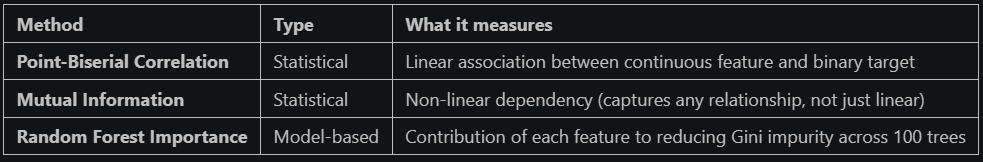 Method Type What it measures
Point-Biserial Correlation Statistical Linear association between continuous feature and binary target
Mutual Information Statistical Non-linear dependency (captures any relationship, not just linear)
Random Forest Importance Model-based Contribution of each feature to reducing Gini impurity across 100 trees